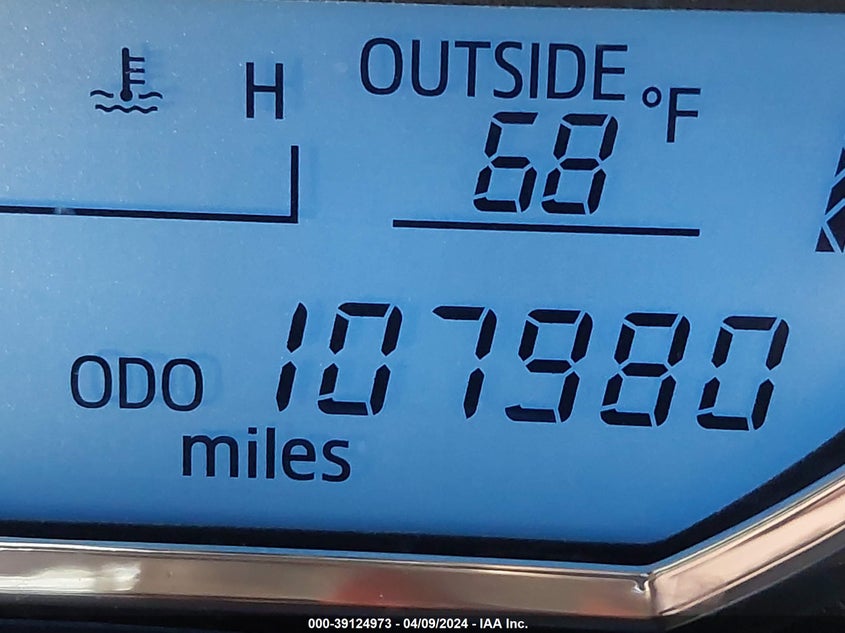 H
OUTSIDE
68 °F
ODO 107980
miles
000-39124973 - 04/09/2024 - IAA Inc.